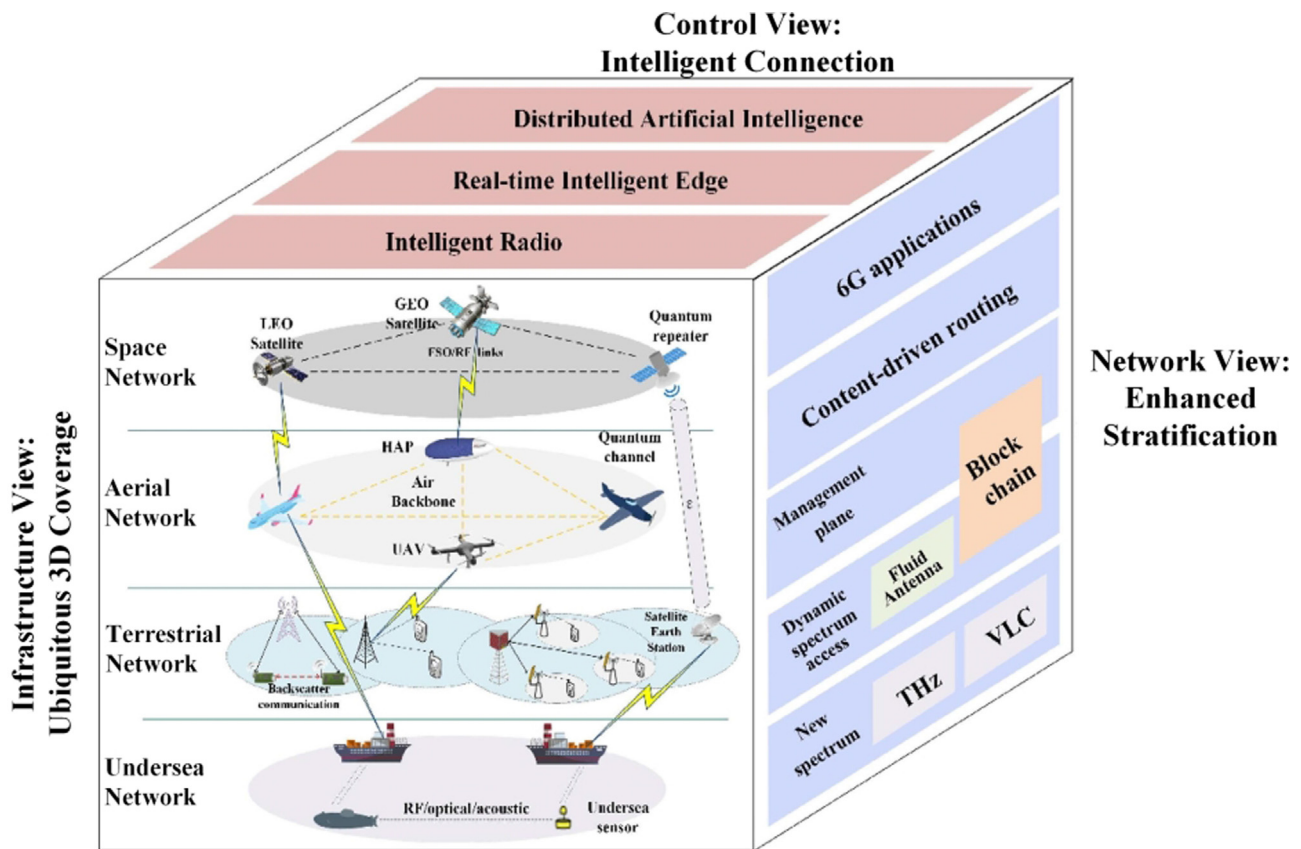 Control View:
Intelligent Connection
Distributed Artificial Intelligence
Real-time Intelligent Edge
Intelligent Radio
Infrastructure View:
Ubiquitous 3D Coverage
Space
Network
LEO
Satellite
GEO
Satellite
FSO/RF links
Quantum
repeater
Aerial
Network
HAP
Air
Backbone
Quantum
channel
UAV
ε
Terrestrial
Network
Backscatter
communication
Satellite
Earth
Station
Undersea
Network
RF/optical/acoustic
Undersea
sensor
6G applications
Content-driven routing
Management
plane
Block
chain
Dynamic
spectrum
access
Fluid
Antenna
New
spectrum
THz
VLC
Network View:
Enhanced
Stratification